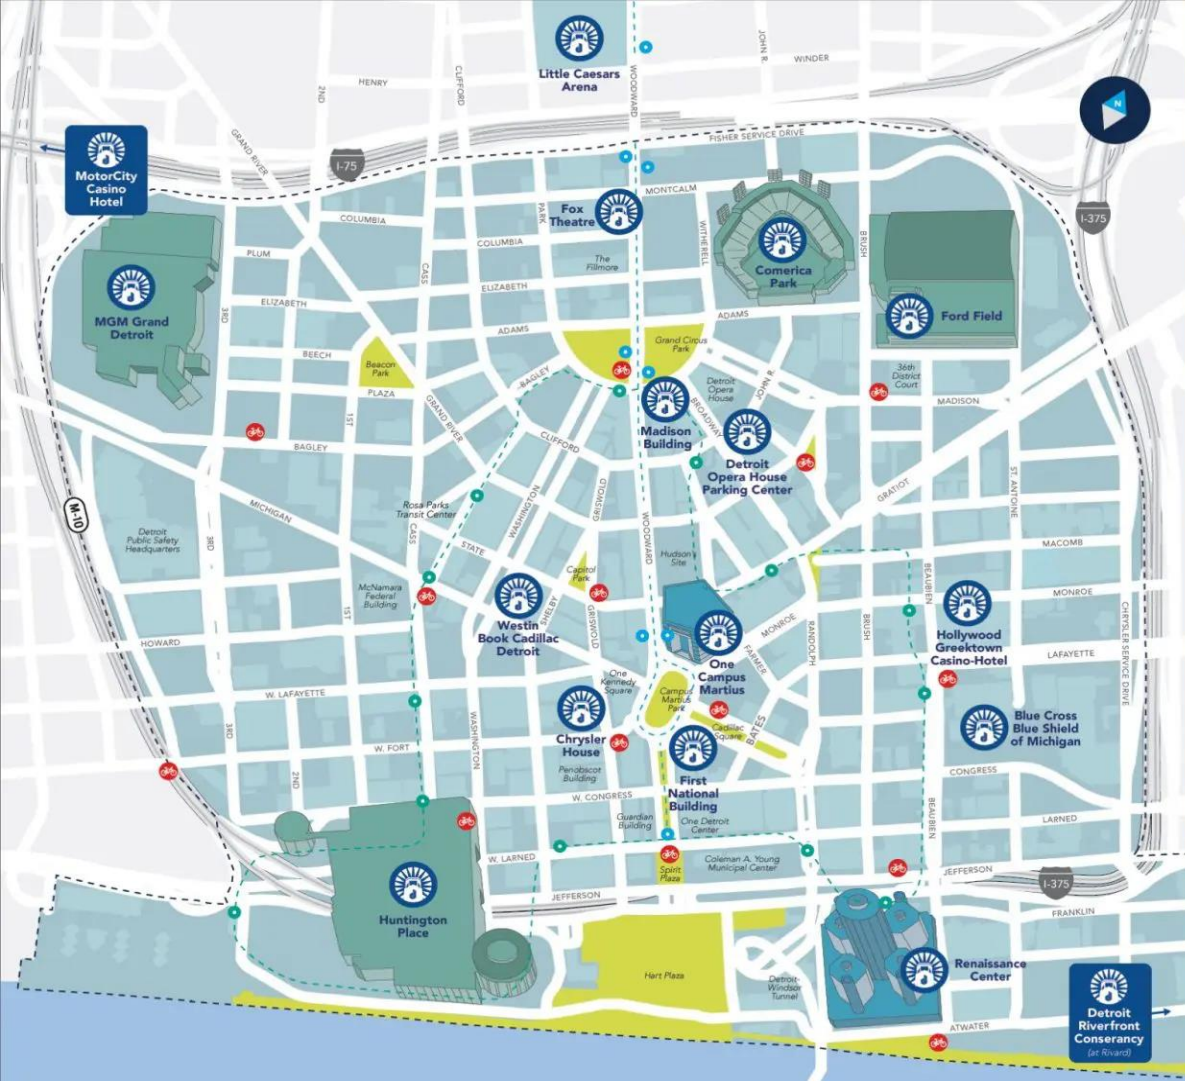 Little Caesars
Arena
JOHN R.
WINDER
HENRY
CLIFFORD
2ND
WOODWARD
N
GRAND RIVER
I-75
FISHER SERVICE DRIVE
MotorCity
Casino
Hotel
MONTCALM
I-375
COLUMBIA
PARK
Fox
Theatre
WITHERELL
COLUMBIA
BRUSH
PLUM
CASS
The
Fillmore
Comerica
Park
ELIZABETH
ELIZABETH
MGM Grand
Detroit
3RD
Ford Field
ADAMS
ADAMS
Grand Circus
Park
BEECH
Beacon
Park
BAGLEY
36th
District
Court
Detroit
Opera
House
JOHN R.
PLAZA
MADISON
1ST
GRAND RIVER
BROADWAY
Madison
Building
BAGLEY
CLIFFORD
Detroit
Opera House
Parking Center
GRATIOT
ST. ANTOINE
M-10
MICHIGAN
Rosa Parks
Transit Center
WASHINGTON
GRISWOLD
WOODWARD
Detroit
Public Safety
Headquarters
3RD
CASS
STATE
MACOMB
Hudson
Site
Capitol
Park
McNamara
Federal
Building
BEAUBIEN
MONROE
1ST
SHELBY
GRISWOLD
Westin
Book Cadillac
Detroit
MONROE
RANDOLPH
BRUSH
Hollywood
Greektown
Casino-Hotel
CHRYSLER SERVICE DRIVE
HOWARD
FARMER
LAFAYETTE
One
Campus
Martius
One
Kennedy
Square
W. LAFAYETTE
Campus
Martius
Park
3RD
WASHINGTON
Chrysler
House
Cadillac
Square
BATES
Blue Cross
Blue Shield
of Michigan
W. FORT
Penobscot
Building
First
National
Building
2ND
CONGRESS
W. CONGRESS
BEAUBIEN
Guardian
Building
One Detroit
Center
LARNED
W. LARNED
Spirit
Plaza
Coleman A. Young
Municipal Center
JEFFERSON
I-375
JEFFERSON
FRANKLIN
Huntington
Place
Hart Plaza
Detroit-
Windsor
Tunnel
Renaissance
Center
ATWATER
Detroit
Riverfront
Conserancy
(at Rivard)